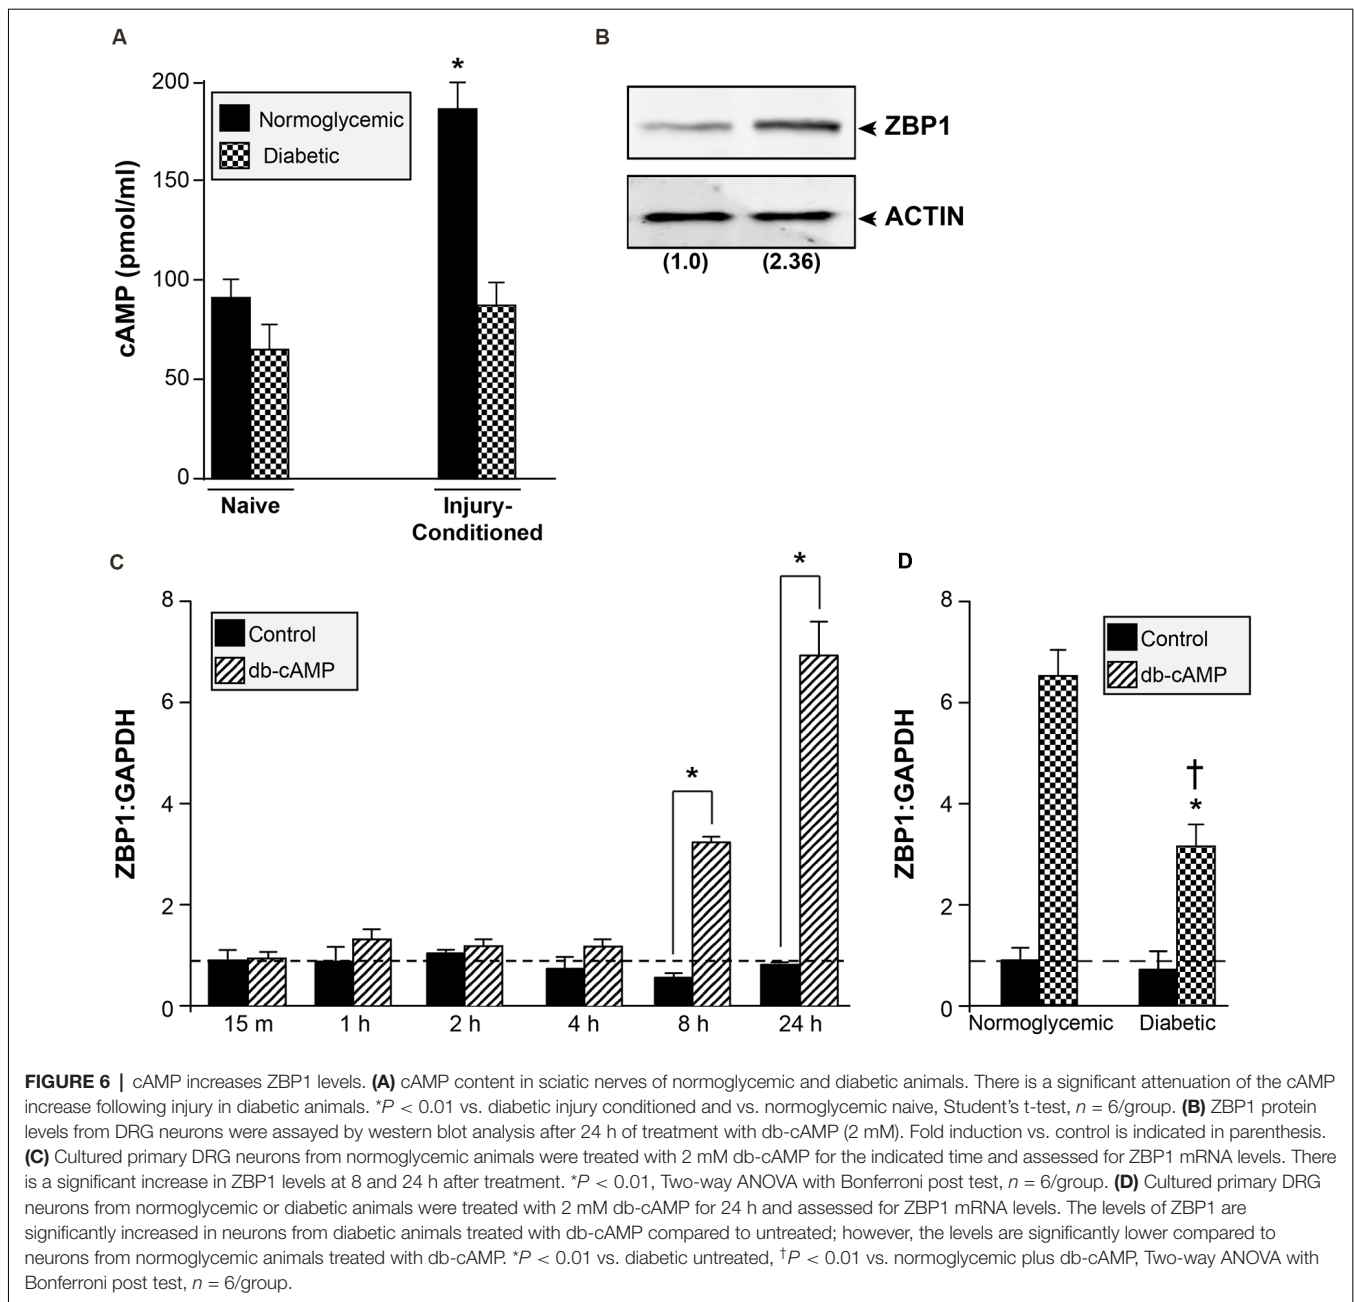 A
*
200
150
100
50
0
cAMP (pmol/ml)
Normoglycemic
Diabetic
Naive
Injury-
Conditioned
B
ZBP1
ACTIN
(1.0)
(2.36)
C
8
6
4
2
0
ZBP1:GAPDH
Control
db-cAMP
*
*
15 m
1 h
2 h
4 h
8 h
24 h
D
8
6
4
2
0
ZBP1:GAPDH
Control
db-cAMP
†
*
Normoglycemic
Diabetic
FIGURE 6 | cAMP increases ZBP1 levels. (A) cAMP content in sciatic nerves of normoglycemic and diabetic animals. There is a significant attenuation of the cAMP
increase following injury in diabetic animals. *P < 0.01 vs. diabetic injury conditioned and vs. normoglycemic naive, Student's t-test, n = 6/group. (B) ZBP1 protein
levels from DRG neurons were assayed by western blot analysis after 24 h of treatment with db-cAMP (2 mM). Fold induction vs. control is indicated in parenthesis.
(C) Cultured primary DRG neurons from normoglycemic animals were treated with 2 mM db-cAMP for the indicated time and assessed for ZBP1 mRNA levels. There
is a significant increase in ZBP1 levels at 8 and 24 h after treatment. *P < 0.01, Two-way ANOVA with Bonferroni post test, n = 6/group. (D) Cultured primary DRG
neurons from normoglycemic or diabetic animals were treated with 2 mM db-cAMP for 24 h and assessed for ZBP1 mRNA levels. The levels of ZBP1 are
significantly increased in neurons from diabetic animals treated with db-cAMP compared to untreated; however, the levels are significantly lower compared to
neurons from normoglycemic animals treated with db-cAMP. *P < 0.01 vs. diabetic untreated, †P < 0.01 vs. normoglycemic plus db-cAMP, Two-way ANOVA with
Bonferroni post test, n = 6/group.